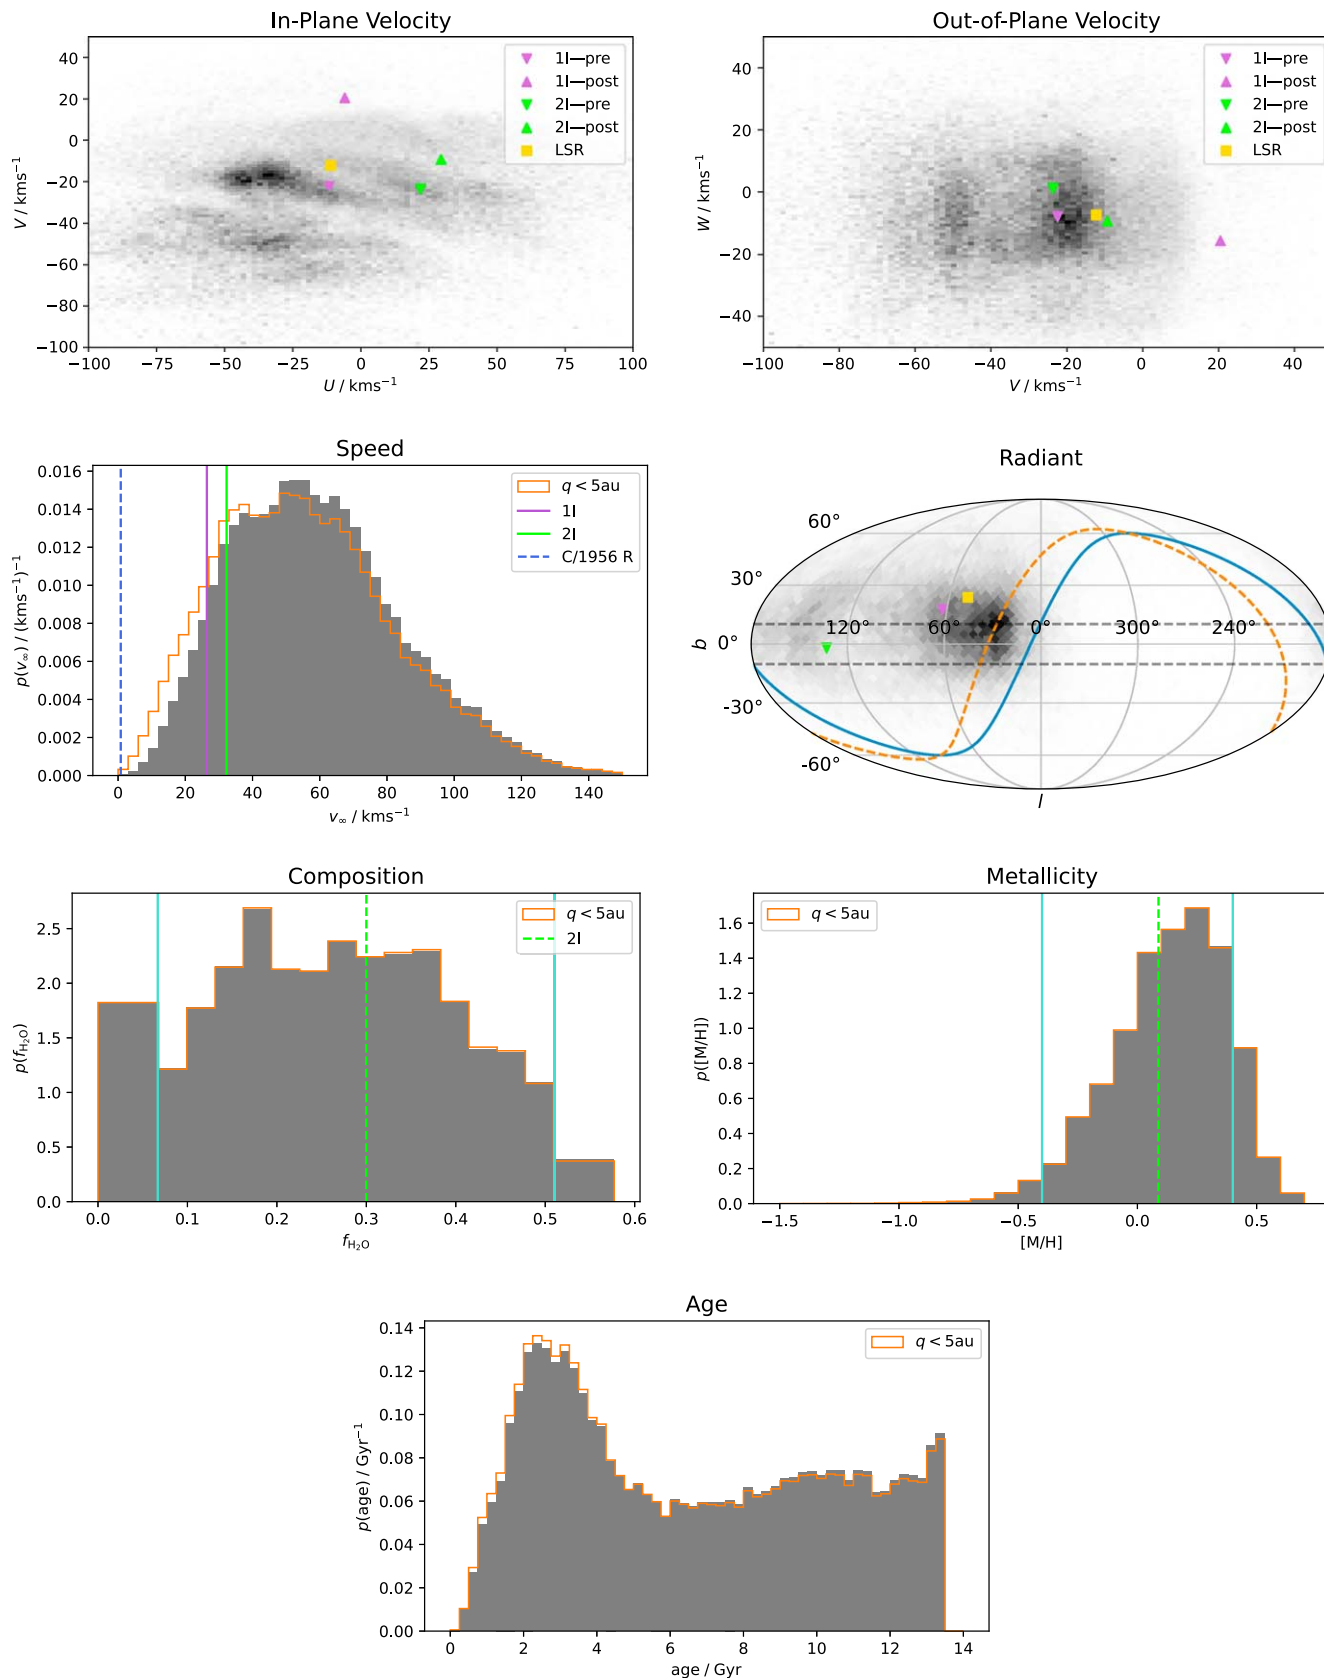 In-Plane Velocity
Out-of-Plane Velocity
40
20
0
−20
−40
−60
−80
−100
V / kms⁻¹
1I—pre
1I—post
2I—pre
2I—post
LSR
−100 −75 −50 −25 0 25 50 75 100
U / kms⁻¹
40
20
0
−20
−40
W / kms⁻¹
1I—pre
1I—post
2I—pre
2I—post
LSR
−100 −80 −60 −40 −20 0 20 40
V / kms⁻¹
Speed
0.016
0.014
0.012
0.010
0.008
0.006
0.004
0.002
0.000
p(v∞) / (kms⁻¹)⁻¹
q < 5au
1I
2I
C/1956 R
0 20 40 60 80 100 120 140
v∞ / kms⁻¹
Radiant
60°
30°
0°
-30°
-60°
b
120° 60° 0° 300° 240°
l
Composition
2.5
2.0
1.5
1.0
0.5
0.0
p(fH₂O)
q < 5au
2I
0.0 0.1 0.2 0.3 0.4 0.5 0.6
fH₂O
Metallicity
1.6
1.4
1.2
1.0
0.8
0.6
0.4
0.2
0.0
p([M/H])
q < 5au
−1.5 −1.0 −0.5 0.0 0.5
[M/H]
Age
0.14
0.12
0.10
0.08
0.06
0.04
0.02
0.00
p(age) / Gyr⁻¹
q < 5au
0 2 4 6 8 10 12 14
age / Gyr